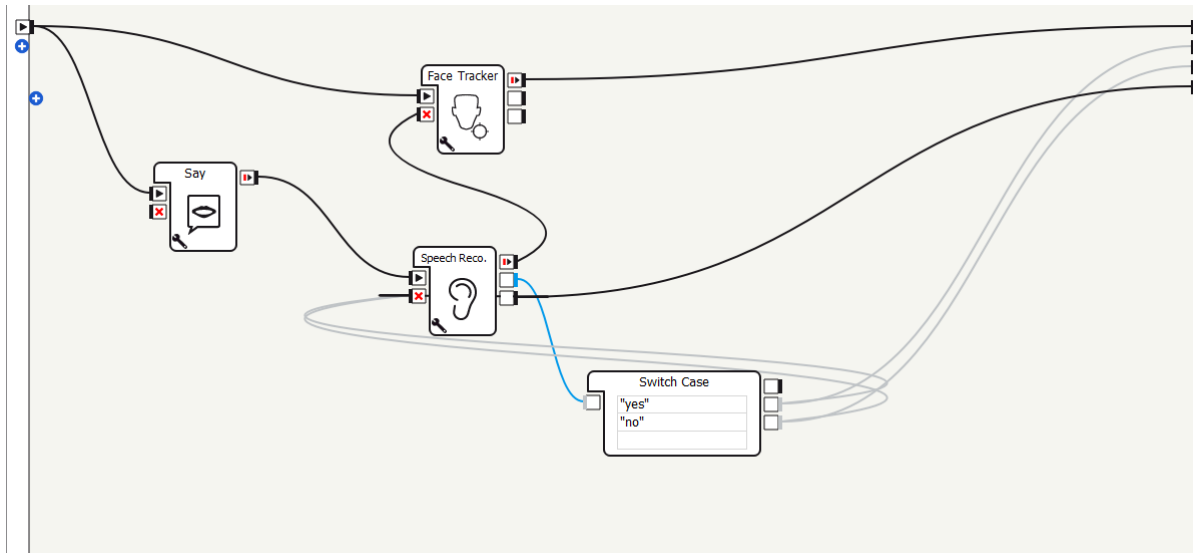 Face Tracker
Say
Speech Reco.
Switch Case
"yes"
"no"